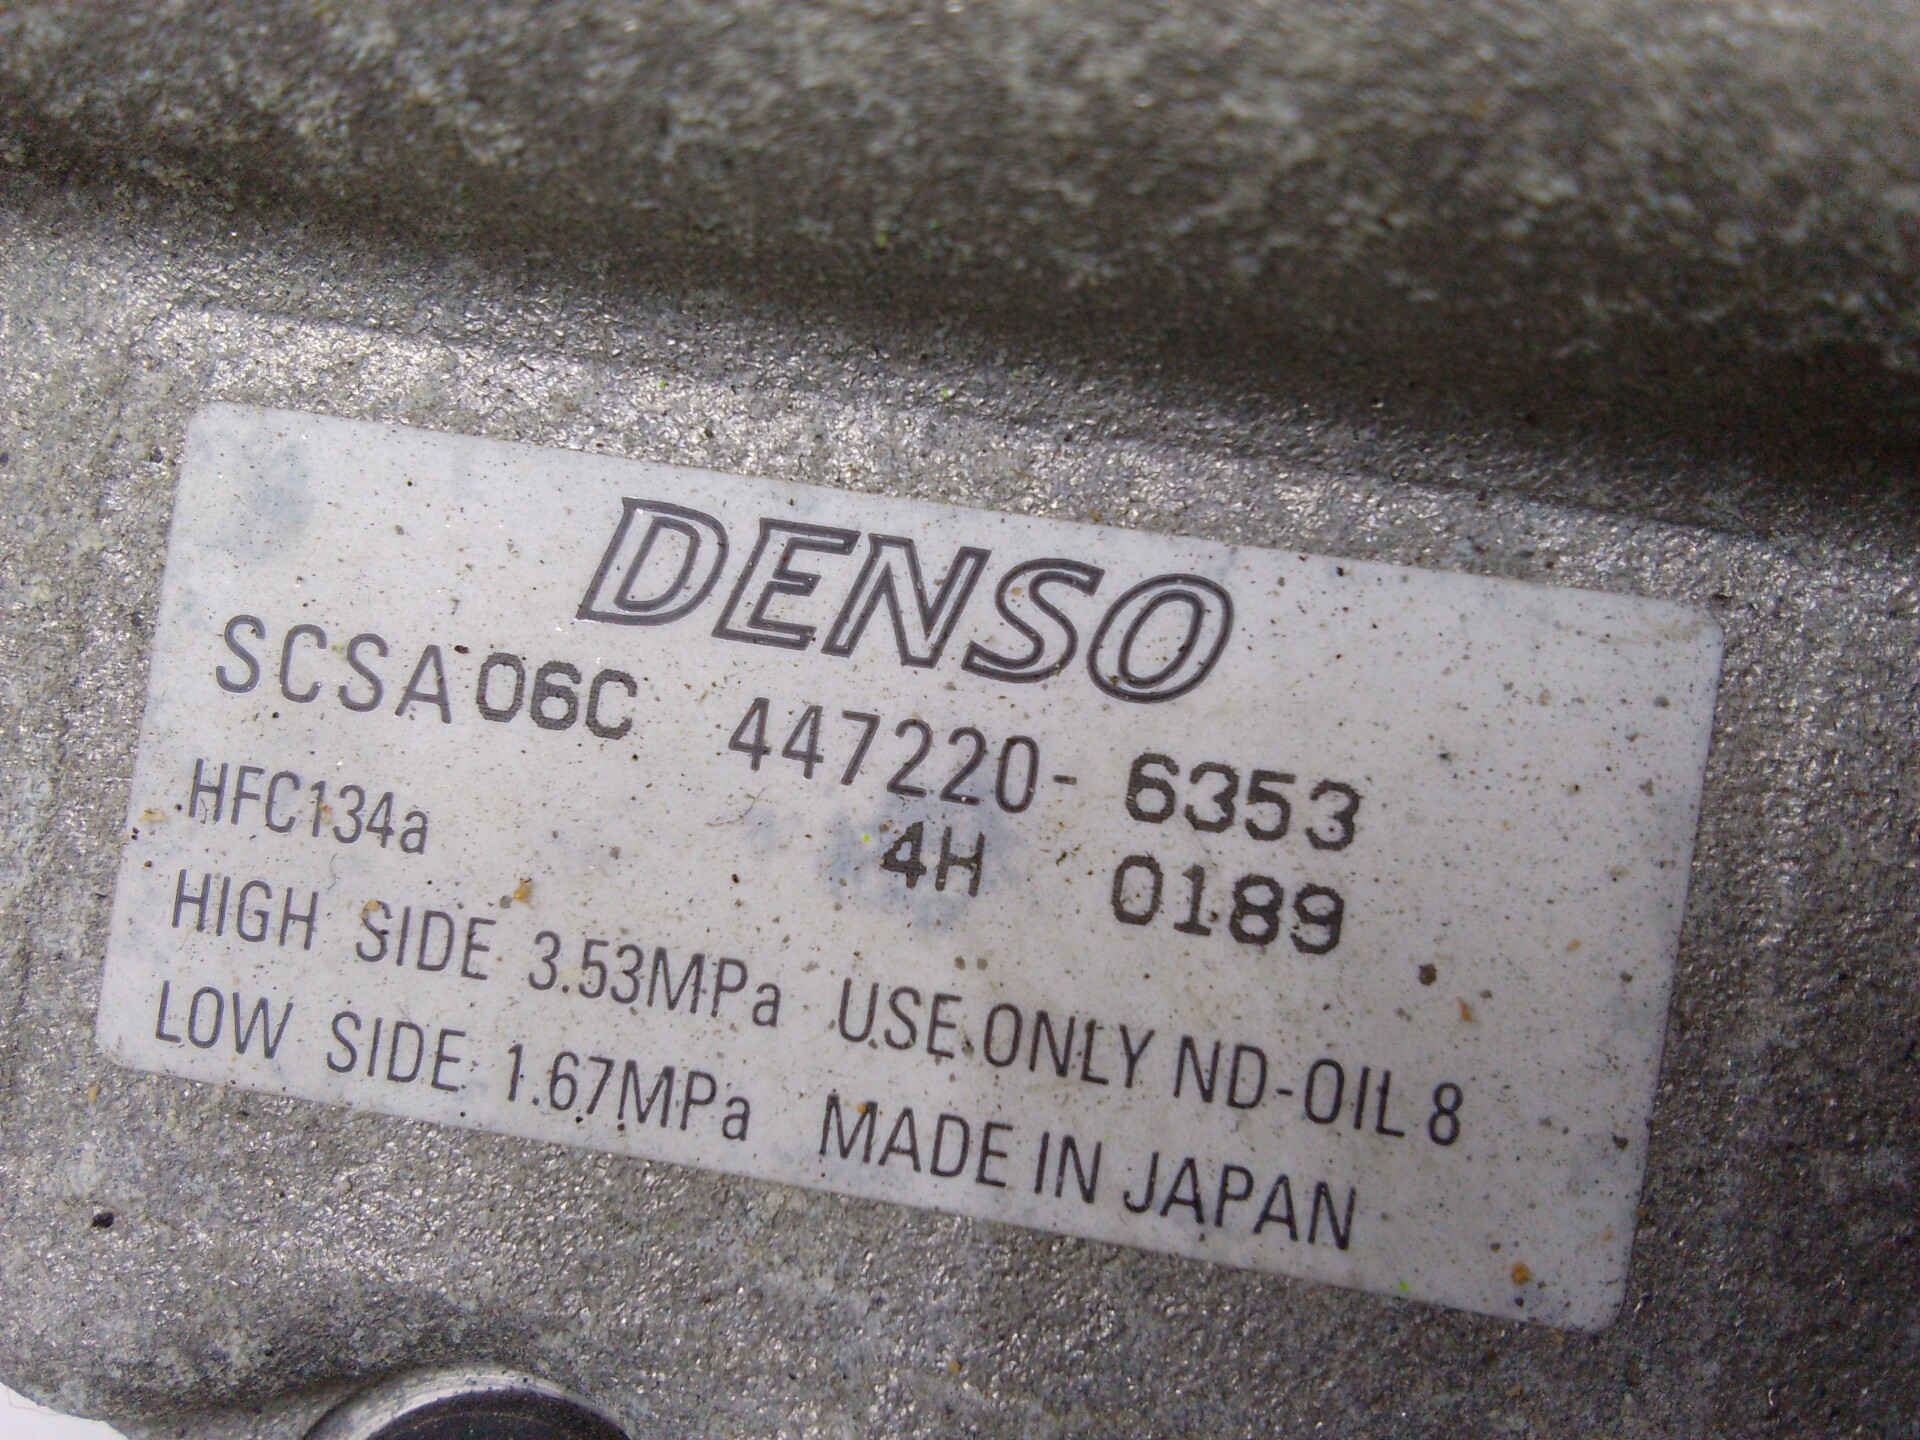 DENSO
SCSA06C 447220-6353
HFC134a 4H 0189
HIGH SIDE 3.53MPa USE ONLY ND-OIL 8
LOW SIDE 1.67MPa MADE IN JAPAN